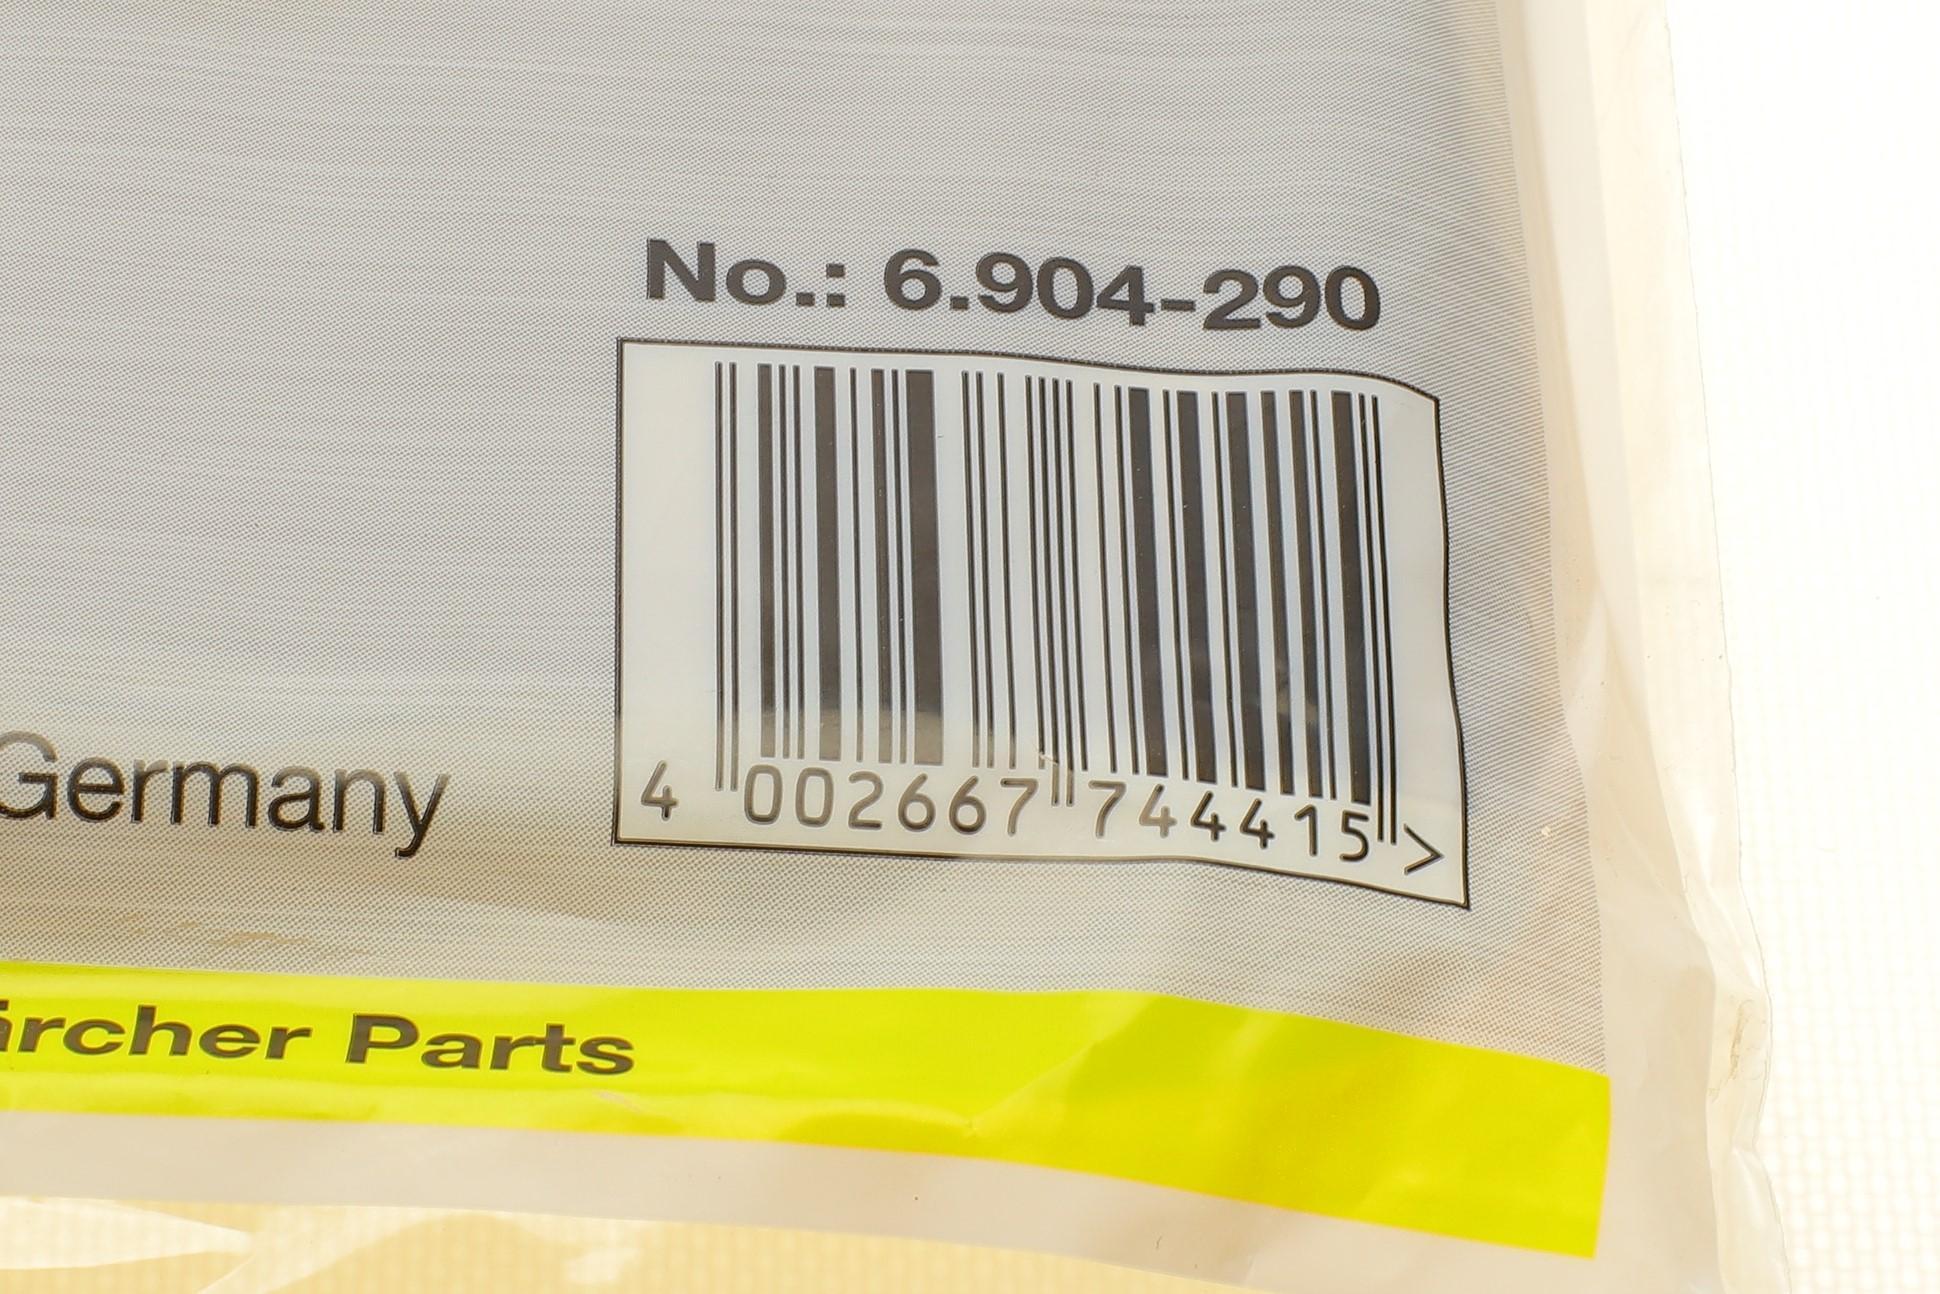 No.: 6.904-290
4 002667 744415 >
Germany
ärcher Parts